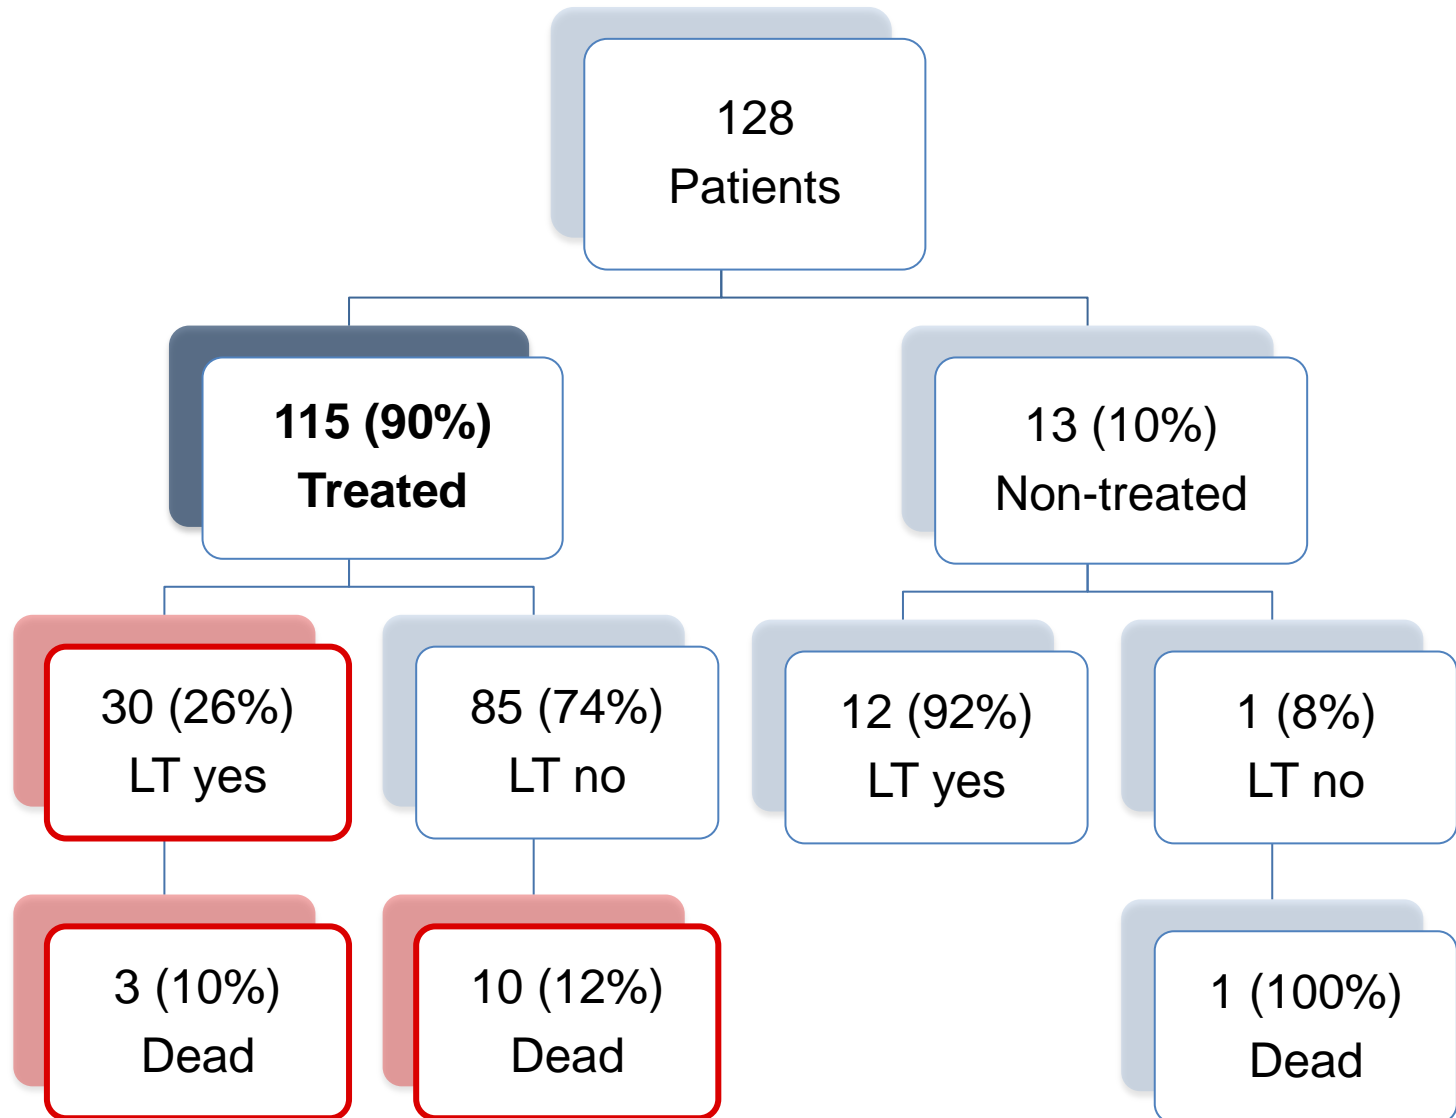 128
Patients
115 (90%)
Treated
13 (10%)
Non-treated
30 (26%)
LT yes
85 (74%)
LT no
12 (92%)
LT yes
1 (8%)
LT no
3 (10%)
Dead
10 (12%)
Dead
1 (100%)
Dead